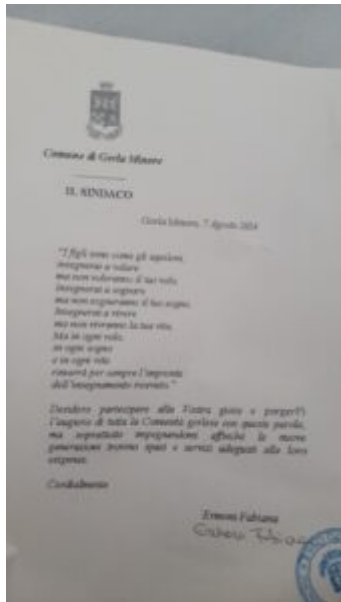 Comune di Gorla Minore
IL SINDACO
Gorla Minore, 7 Agosto 2024
"I figli sono come gli aquiloni,
insegnerai a volare
ma non voleranno il tuo volo.
Insegnerai a sognare
ma non sogneranno il tuo sogno.
Insegnerai a vivere
ma non vivranno la tua vita.
Ma in ogni volo,
in ogni sogno
e in ogni vita
rimarrà per sempre l'impronta
dell'insegnamento ricevuto."
Desidero partecipare alla Vostra gioia e porgerVi
l'augurio di tutta la Comunità gorlese con queste parole,
ma soprattutto impegnandomi affinché le nuove
generazioni trovino spazi e servizi adeguati alle loro
esigenze.
Cordialmente
Ermoni Fabiana